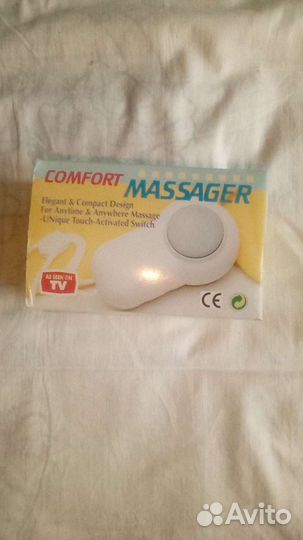 COMFORT MASSAGER
Elegant & Compact Design
For Anytime & Anywhere Massage
-UNique Touch-Activated Switch
AS SEEN ON
TV
CE
Avito